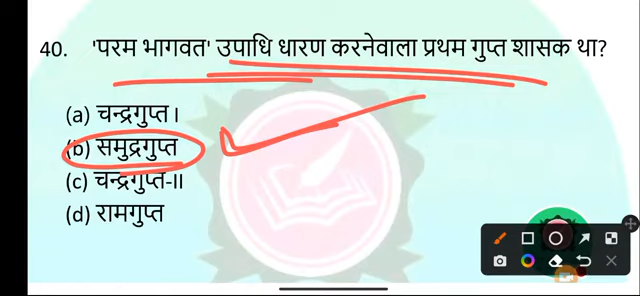 40. 'परम भागवत' उपाधि धारण करनेवाला प्रथम गुप्त शासक था?
(a) चन्द्रगुप्त ।
(b) समुद्रगुप्त
(c) चन्द्रगुप्त-II
(d) रामगुप्त